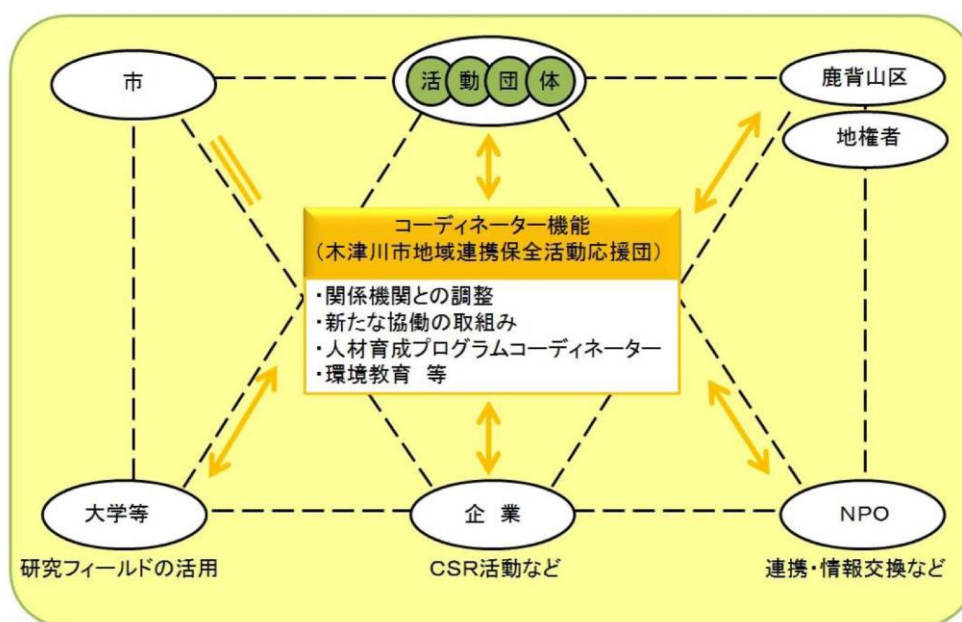 市
活動団体
鹿背山区
地権者
コーディネーター機能
（木津川市地域連携保全活動応援団）
・関係機関との調整
・新たな協働の取組み
・人材育成プログラムコーディネーター
・環境教育 等
大学等
企 業
NPO
研究フィールドの活用
CSR活動など
連携・情報交換など